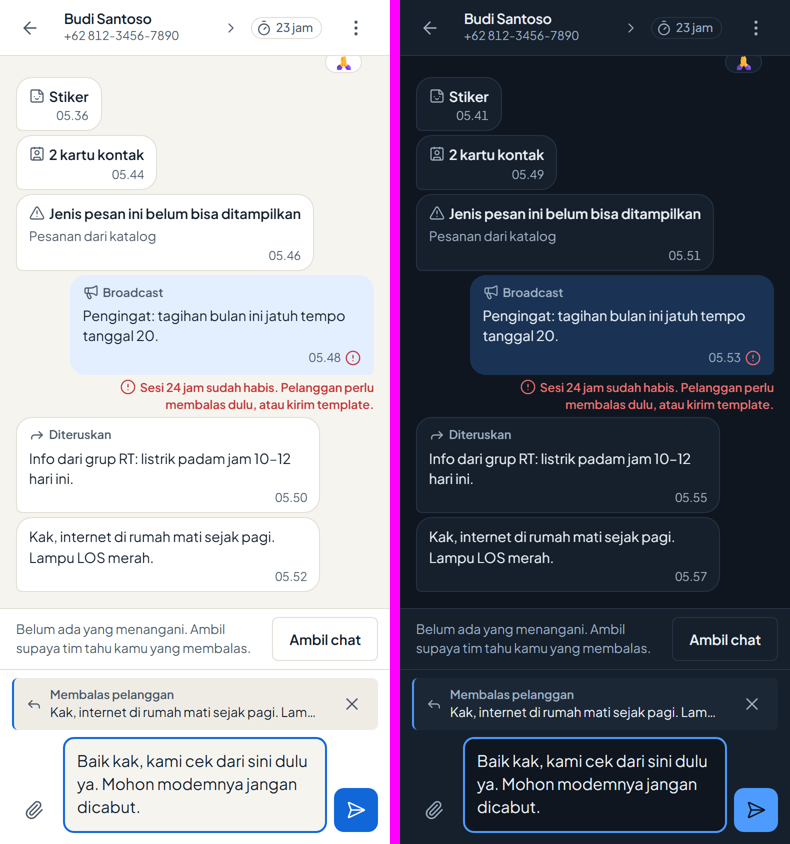 Budi Santoso
+62 812-3456-7890
23 jam
🙏
Stiker
05.36
2 kartu kontak
05.44
Jenis pesan ini belum bisa ditampilkan
Pesanan dari katalog
05.46
Broadcast
Pengingat: tagihan bulan ini jatuh tempo
tanggal 20.
05.48
Sesi 24 jam sudah habis. Pelanggan perlu
membalas dulu, atau kirim template.
Diteruskan
Info dari grup RT: listrik padam jam 10–12
hari ini.
05.50
Kak, internet di rumah mati sejak pagi.
Lampu LOS merah.
05.52
Belum ada yang menangani. Ambil
supaya tim tahu kamu yang membalas.
Ambil chat
Membalas pelanggan
Kak, internet di rumah mati sejak pagi. Lam...
Baik kak, kami cek dari sini dulu
ya. Mohon modemnya jangan
dicabut.
Budi Santoso
+62 812-3456-7890
23 jam
🙏
Stiker
05.41
2 kartu kontak
05.49
Jenis pesan ini belum bisa ditampilkan
Pesanan dari katalog
05.51
Broadcast
Pengingat: tagihan bulan ini jatuh tempo
tanggal 20.
05.53
Sesi 24 jam sudah habis. Pelanggan perlu
membalas dulu, atau kirim template.
Diteruskan
Info dari grup RT: listrik padam jam 10–12
hari ini.
05.55
Kak, internet di rumah mati sejak pagi.
Lampu LOS merah.
05.57
Belum ada yang menangani. Ambil
supaya tim tahu kamu yang membalas.
Ambil chat
Membalas pelanggan
Kak, internet di rumah mati sejak pagi. Lam...
Baik kak, kami cek dari sini dulu
ya. Mohon modemnya jangan
dicabut.